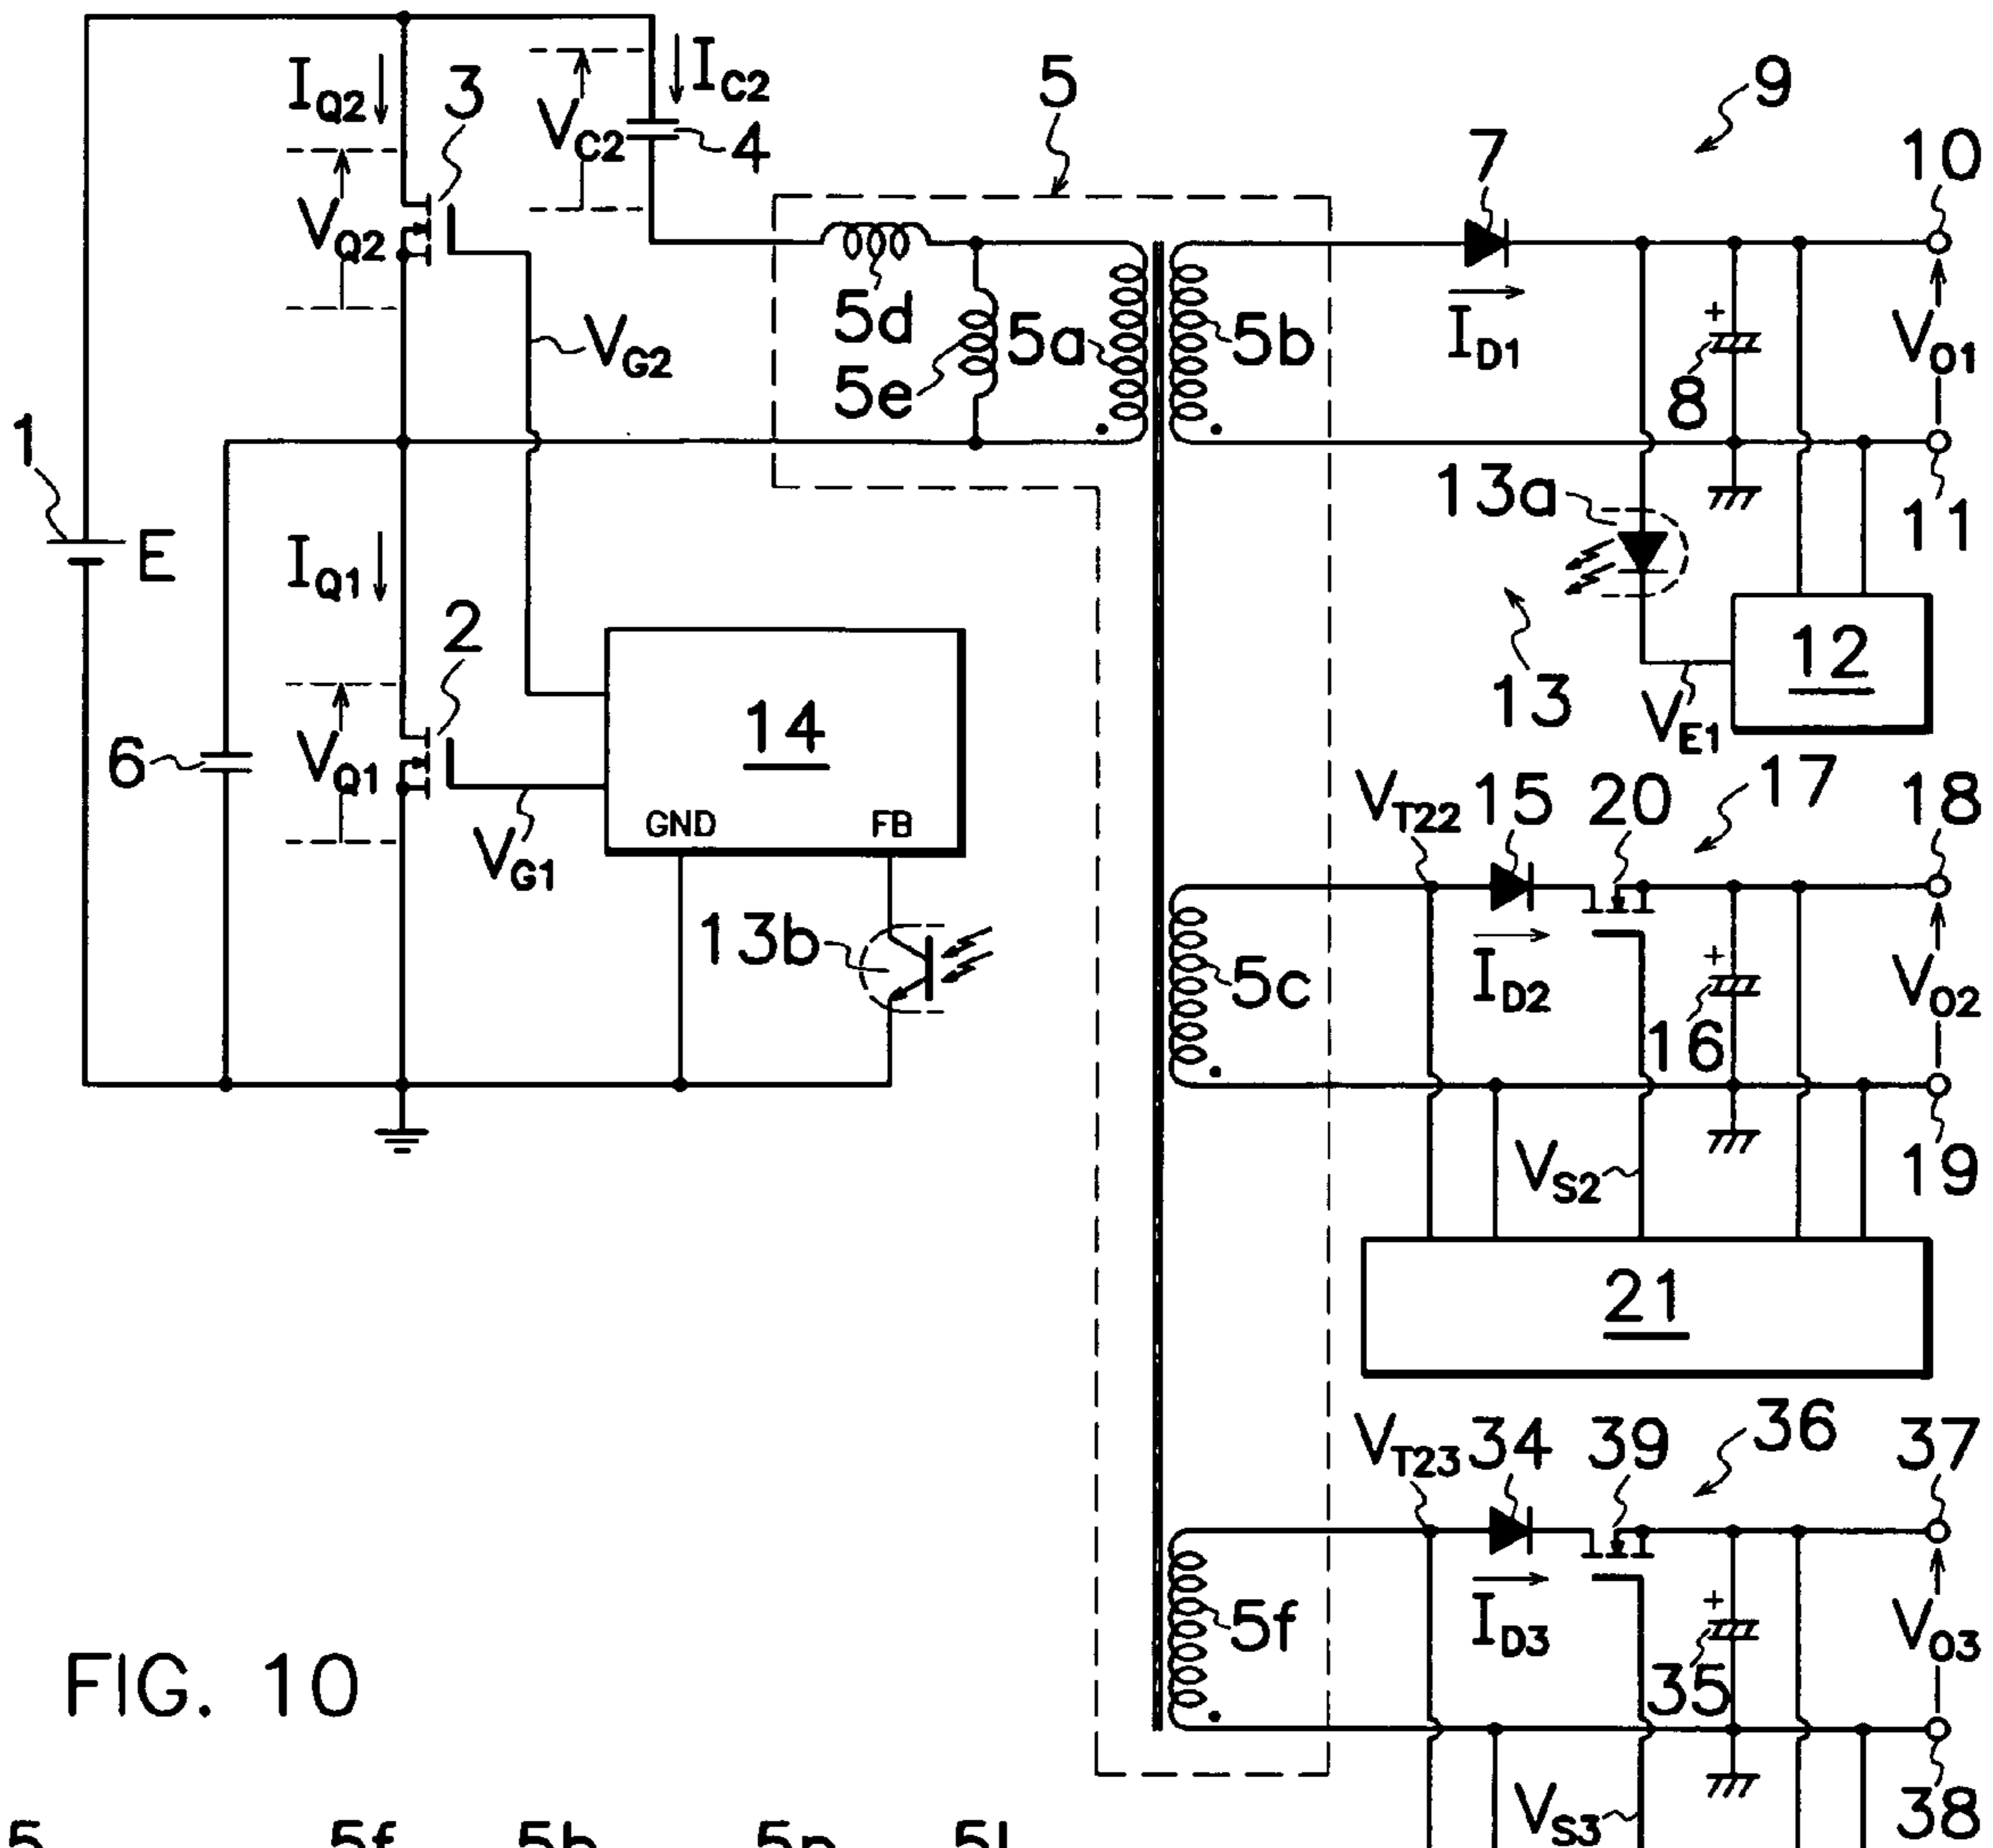 I_Q2
3
V_C2
I_C2
4
5
9
7
10
V_Q2
5d
5e
5a
5b
I_D1
8
V_O1
V_G2
1
E
I_Q1
2
13a
11
13
12
V_E1
6
V_Q1
V_G1
14
GND
FB
13b
V_T22
15
20
17
18
5c
I_D2
16
V_O2
V_S2
19
21
V_T23
34
39
36
37
5f
I_D3
35
V_O3
FIG. 10
V_S3
38